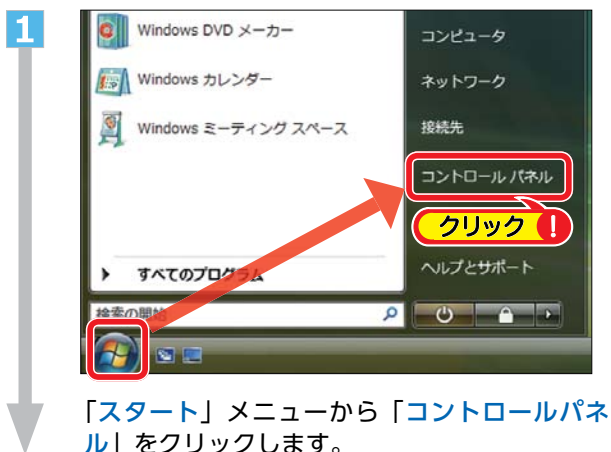 1
Windows DVD メーカー
コンピュータ
Windows カレンダー
ネットワーク
Windows ミーティング スペース
接続先
コントロール パネル
クリック !
すべてのプログラム
ヘルプとサポート
検索の開始
「スタート」メニューから「コントロールパネ
ル」をクリックします。